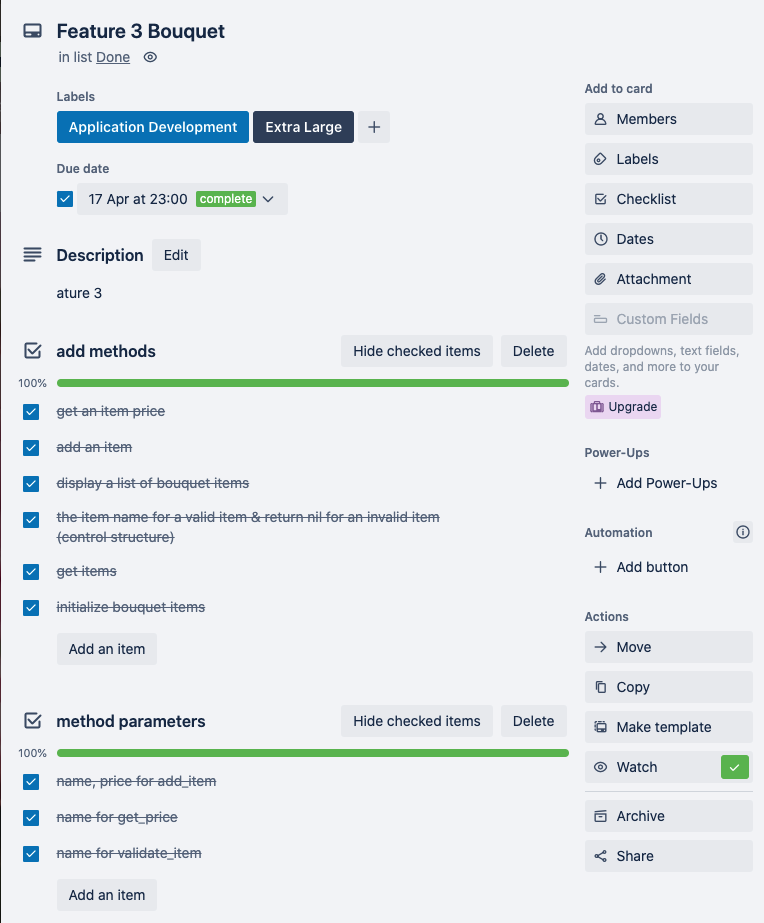 Feature 3 Bouquet
in list Done
Labels
Application Development Extra Large
Due date
17 Apr at 23:00 complete
Description Edit
ature 3
add methods Hide checked items Delete
100%
get an item price
add an item
display a list of bouquet items
the item name for a valid item & return nil for an invalid item
(control structure)
get items
initialize bouquet items
Add an item
method parameters Hide checked items Delete
100%
name, price for add_item
name for get_price
name for validate_item
Add an item
Add to card
Members
Labels
Checklist
Dates
Attachment
Custom Fields
Add dropdowns, text fields,
dates, and more to your
cards.
Upgrade
Power-Ups
Add Power-Ups
Automation
Add button
Actions
Move
Copy
Make template
Watch
Archive
Share